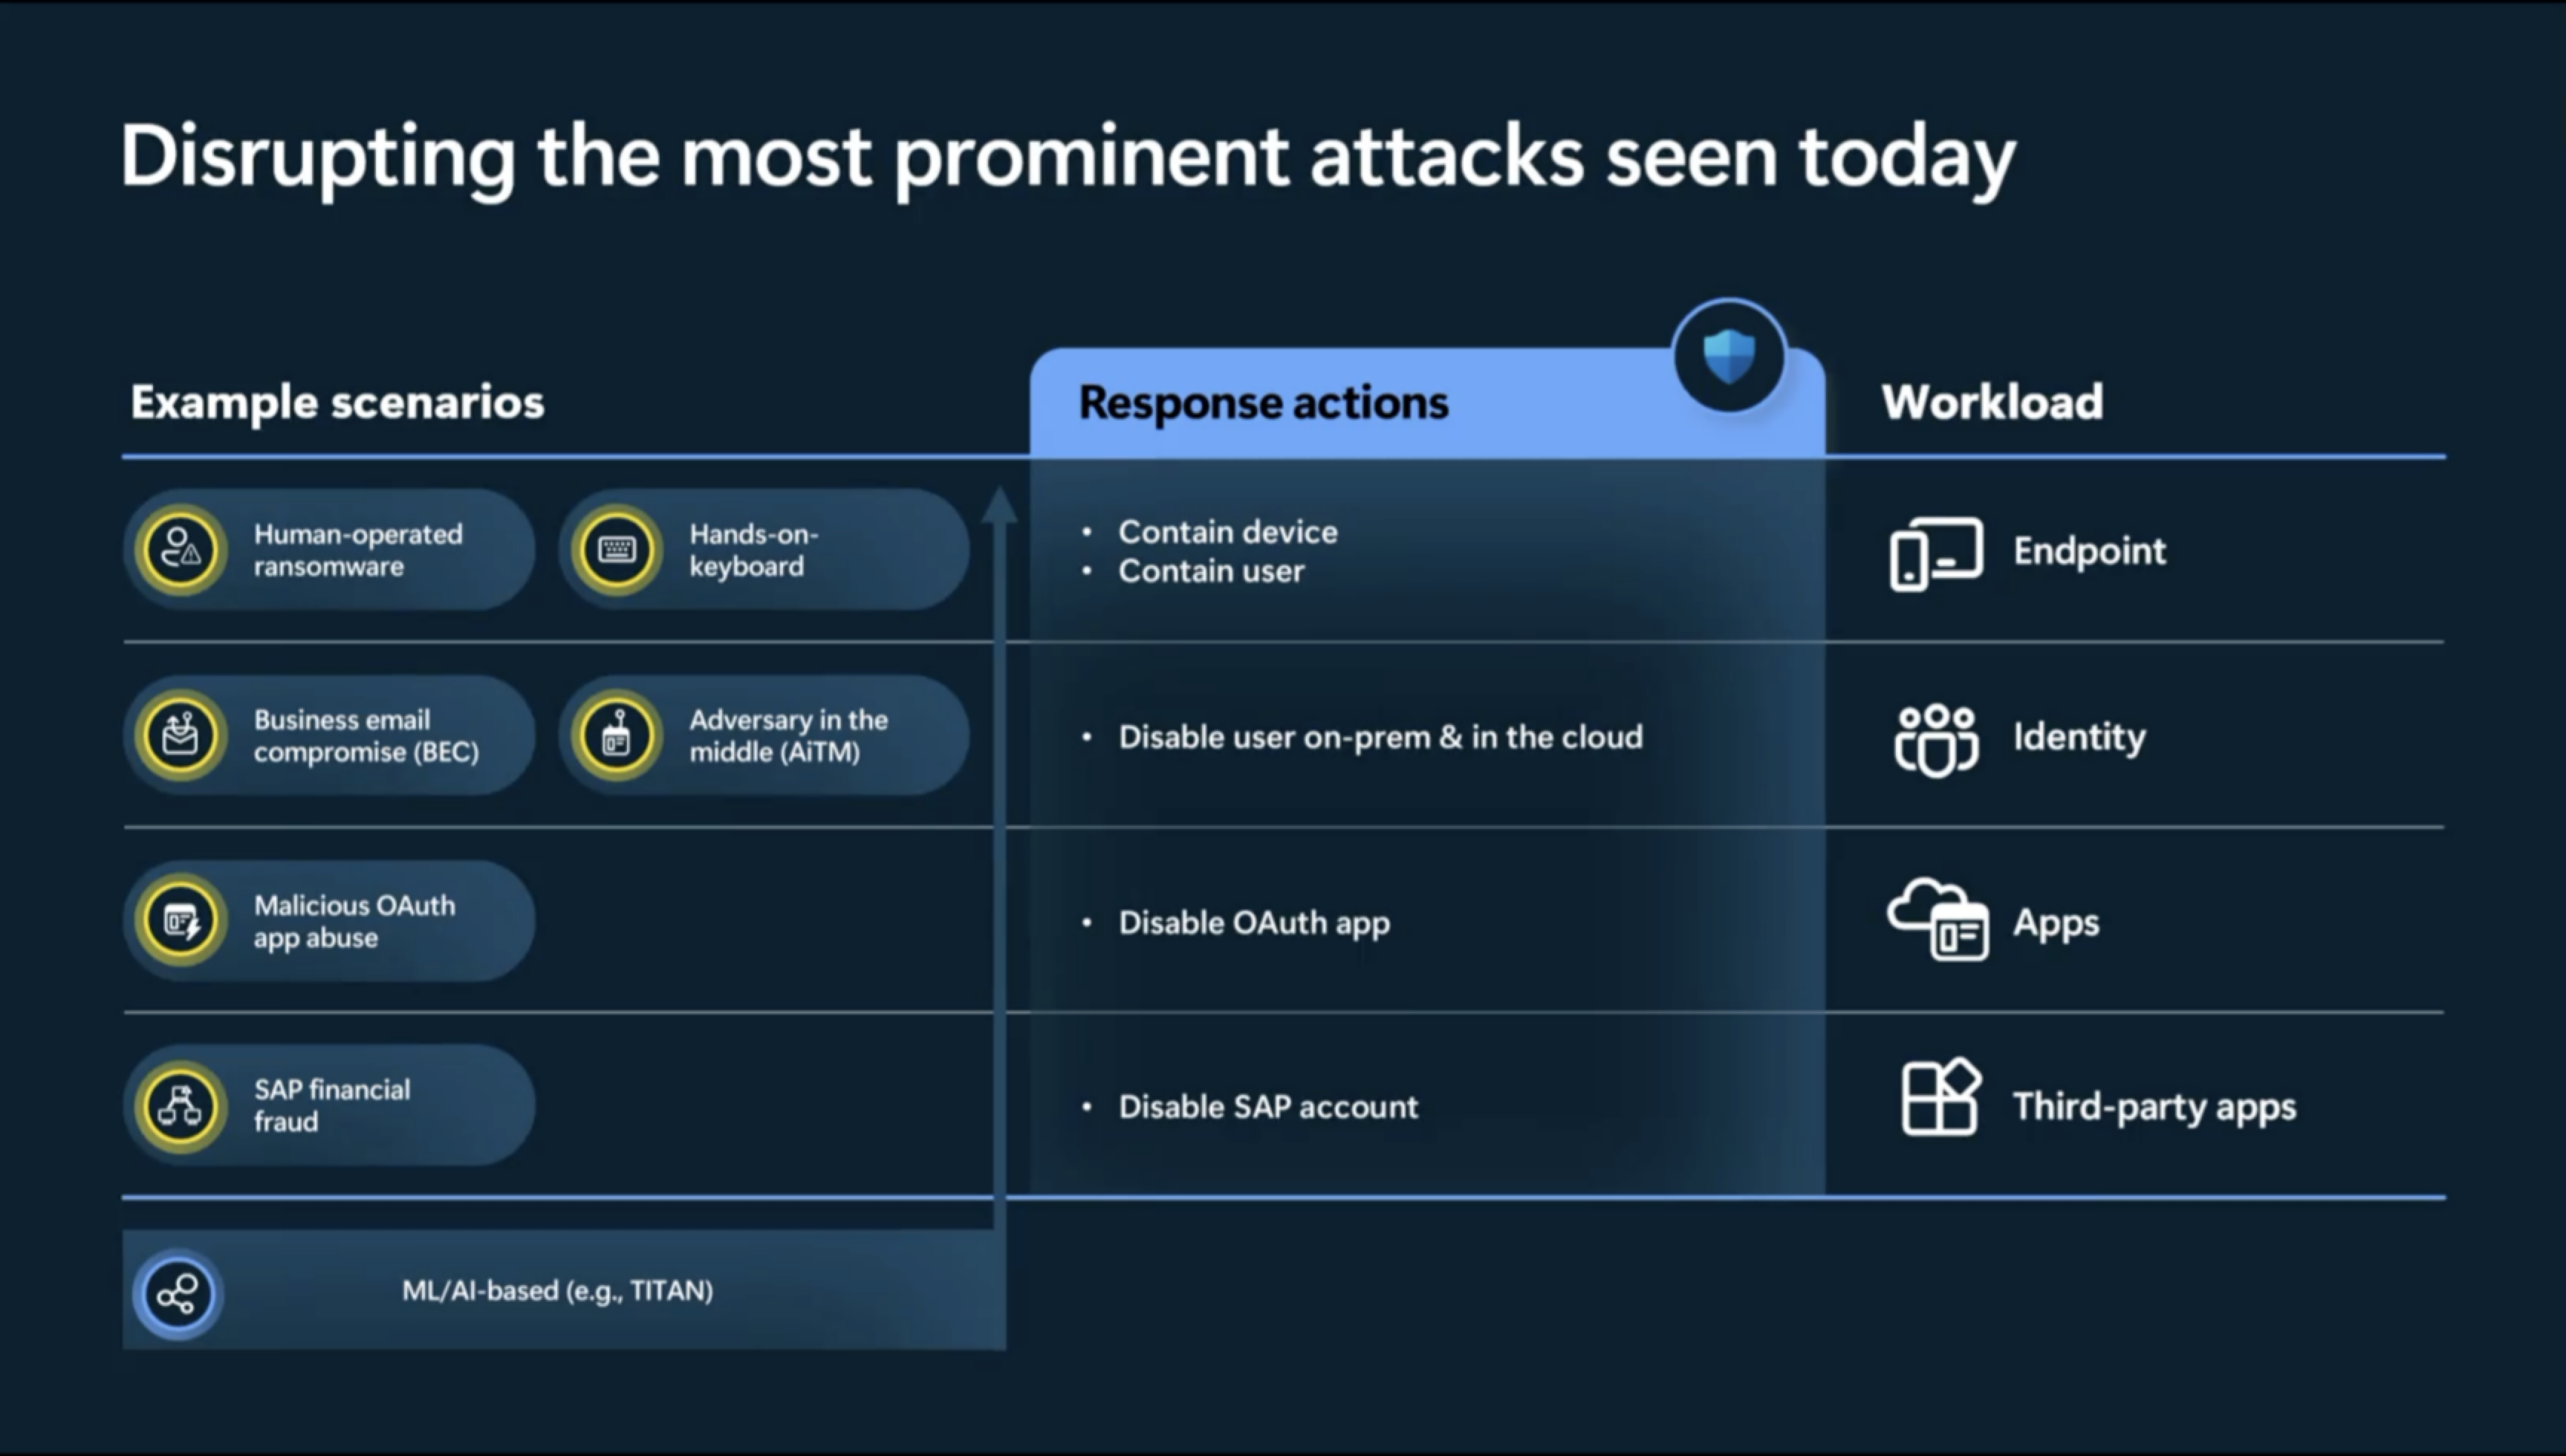 Disrupting the most prominent attacks seen today
Example scenarios
Response actions
Workload
Human-operated
ransomware
Hands-on-
keyboard
• Contain device
• Contain user
Endpoint
Business email
compromise (BEC)
Adversary in the
middle (AiTM)
• Disable user on-prem & in the cloud
Identity
Malicious OAuth
app abuse
• Disable OAuth app
Apps
SAP financial
fraud
• Disable SAP account
Third-party apps
ML/AI-based (e.g., TITAN)